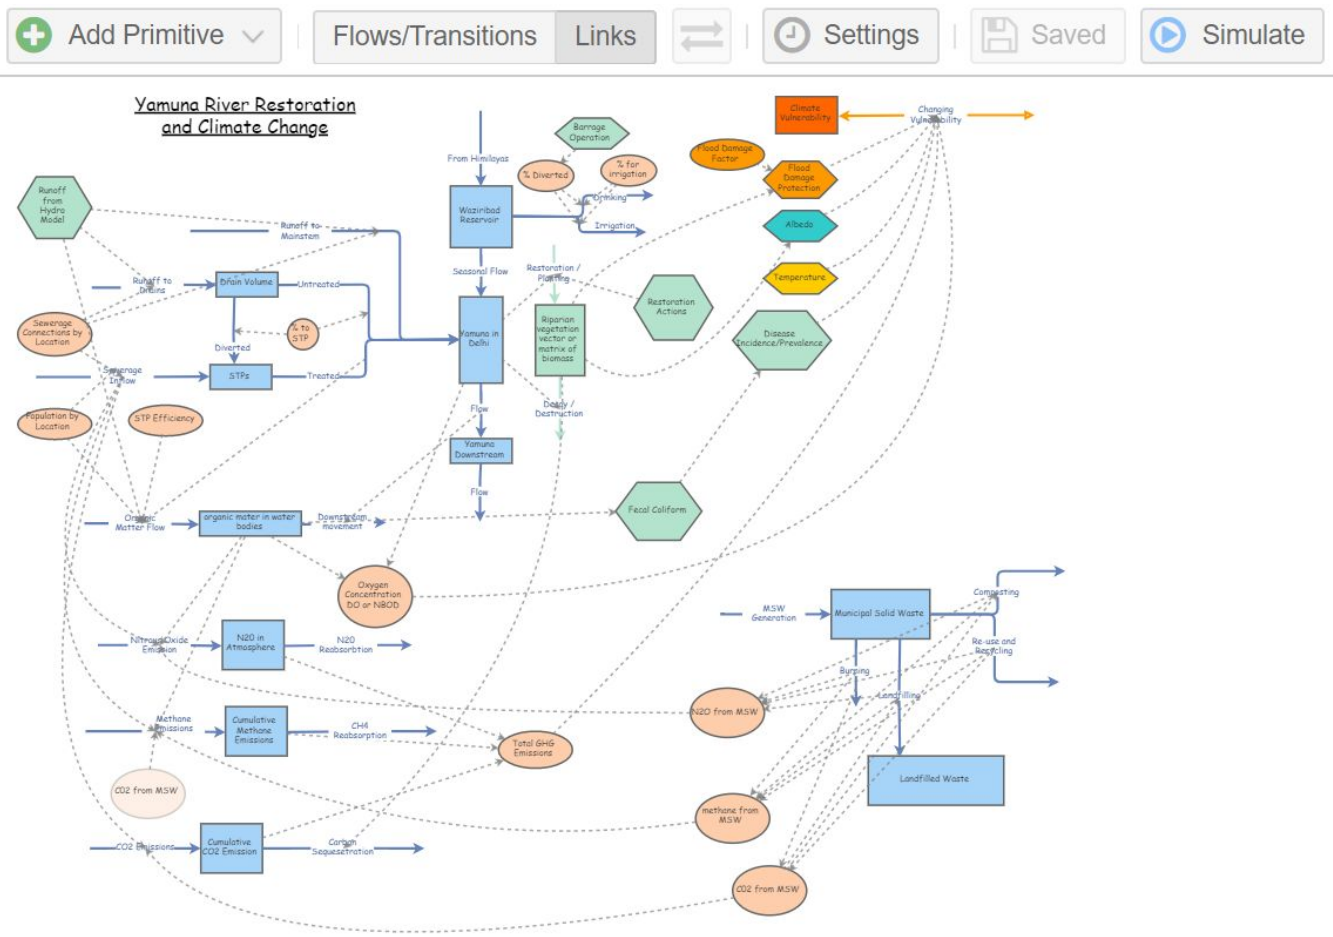 Add Primitive
Flows/Transitions
Links
Settings
Saved
Simulate
Yamuna River Restoration
and Climate Change
Climate
Vulnerability
Changing
Vulnerability
Barrage
Operation
Flood Damage
Factor
From Himilayas
% Diverted
% for
irrigation
Flood
Damage
Protection
Runoff
from
Hydro
Model
Drinking
Waziribad
Reservoir
Runoff to
Mainstem
Irrigation
Albedo
Seasonal Flow
Restoration /
Planting
Temperature
Runoff to
Drains
Drain Volume
Untreated
Restoration
Actions
Sewerage
Connections by
Location
% to
STP
Yamuna in
Delhi
Riparian
vegetation
vector or
matrix of
biomass
Disease
Incidence/Prevalence
Diverted
Sewerage
Inflow
STPs
Treated
Population by
Location
STP Efficiency
Flow
Decay /
Destruction
Yamuna
Downstream
Flow
Organic
Matter Flow
organic mater in water
bodies
Downstream
movement
Fecal Caliform
Oxygen
Concentration
DO or NBOD
MSW
Generation
Municipal Solid Waste
Composting
Re-use and
Recycling
Nitrous Oxide
Emission
N20 in
Atmosphere
N20
Reabsorbtion
Burning
Landfilling
N20 from MSW
Methane
Emissions
Cumulative
Methane
Emissions
CH4
Reabsorption
Total GHG
Emissions
Landfilled Waste
C02 from MSW
methane from
MSW
CO2 Emissions
Cumulative
CO2 Emission
Carbon
Sequesetration
C02 from MSW